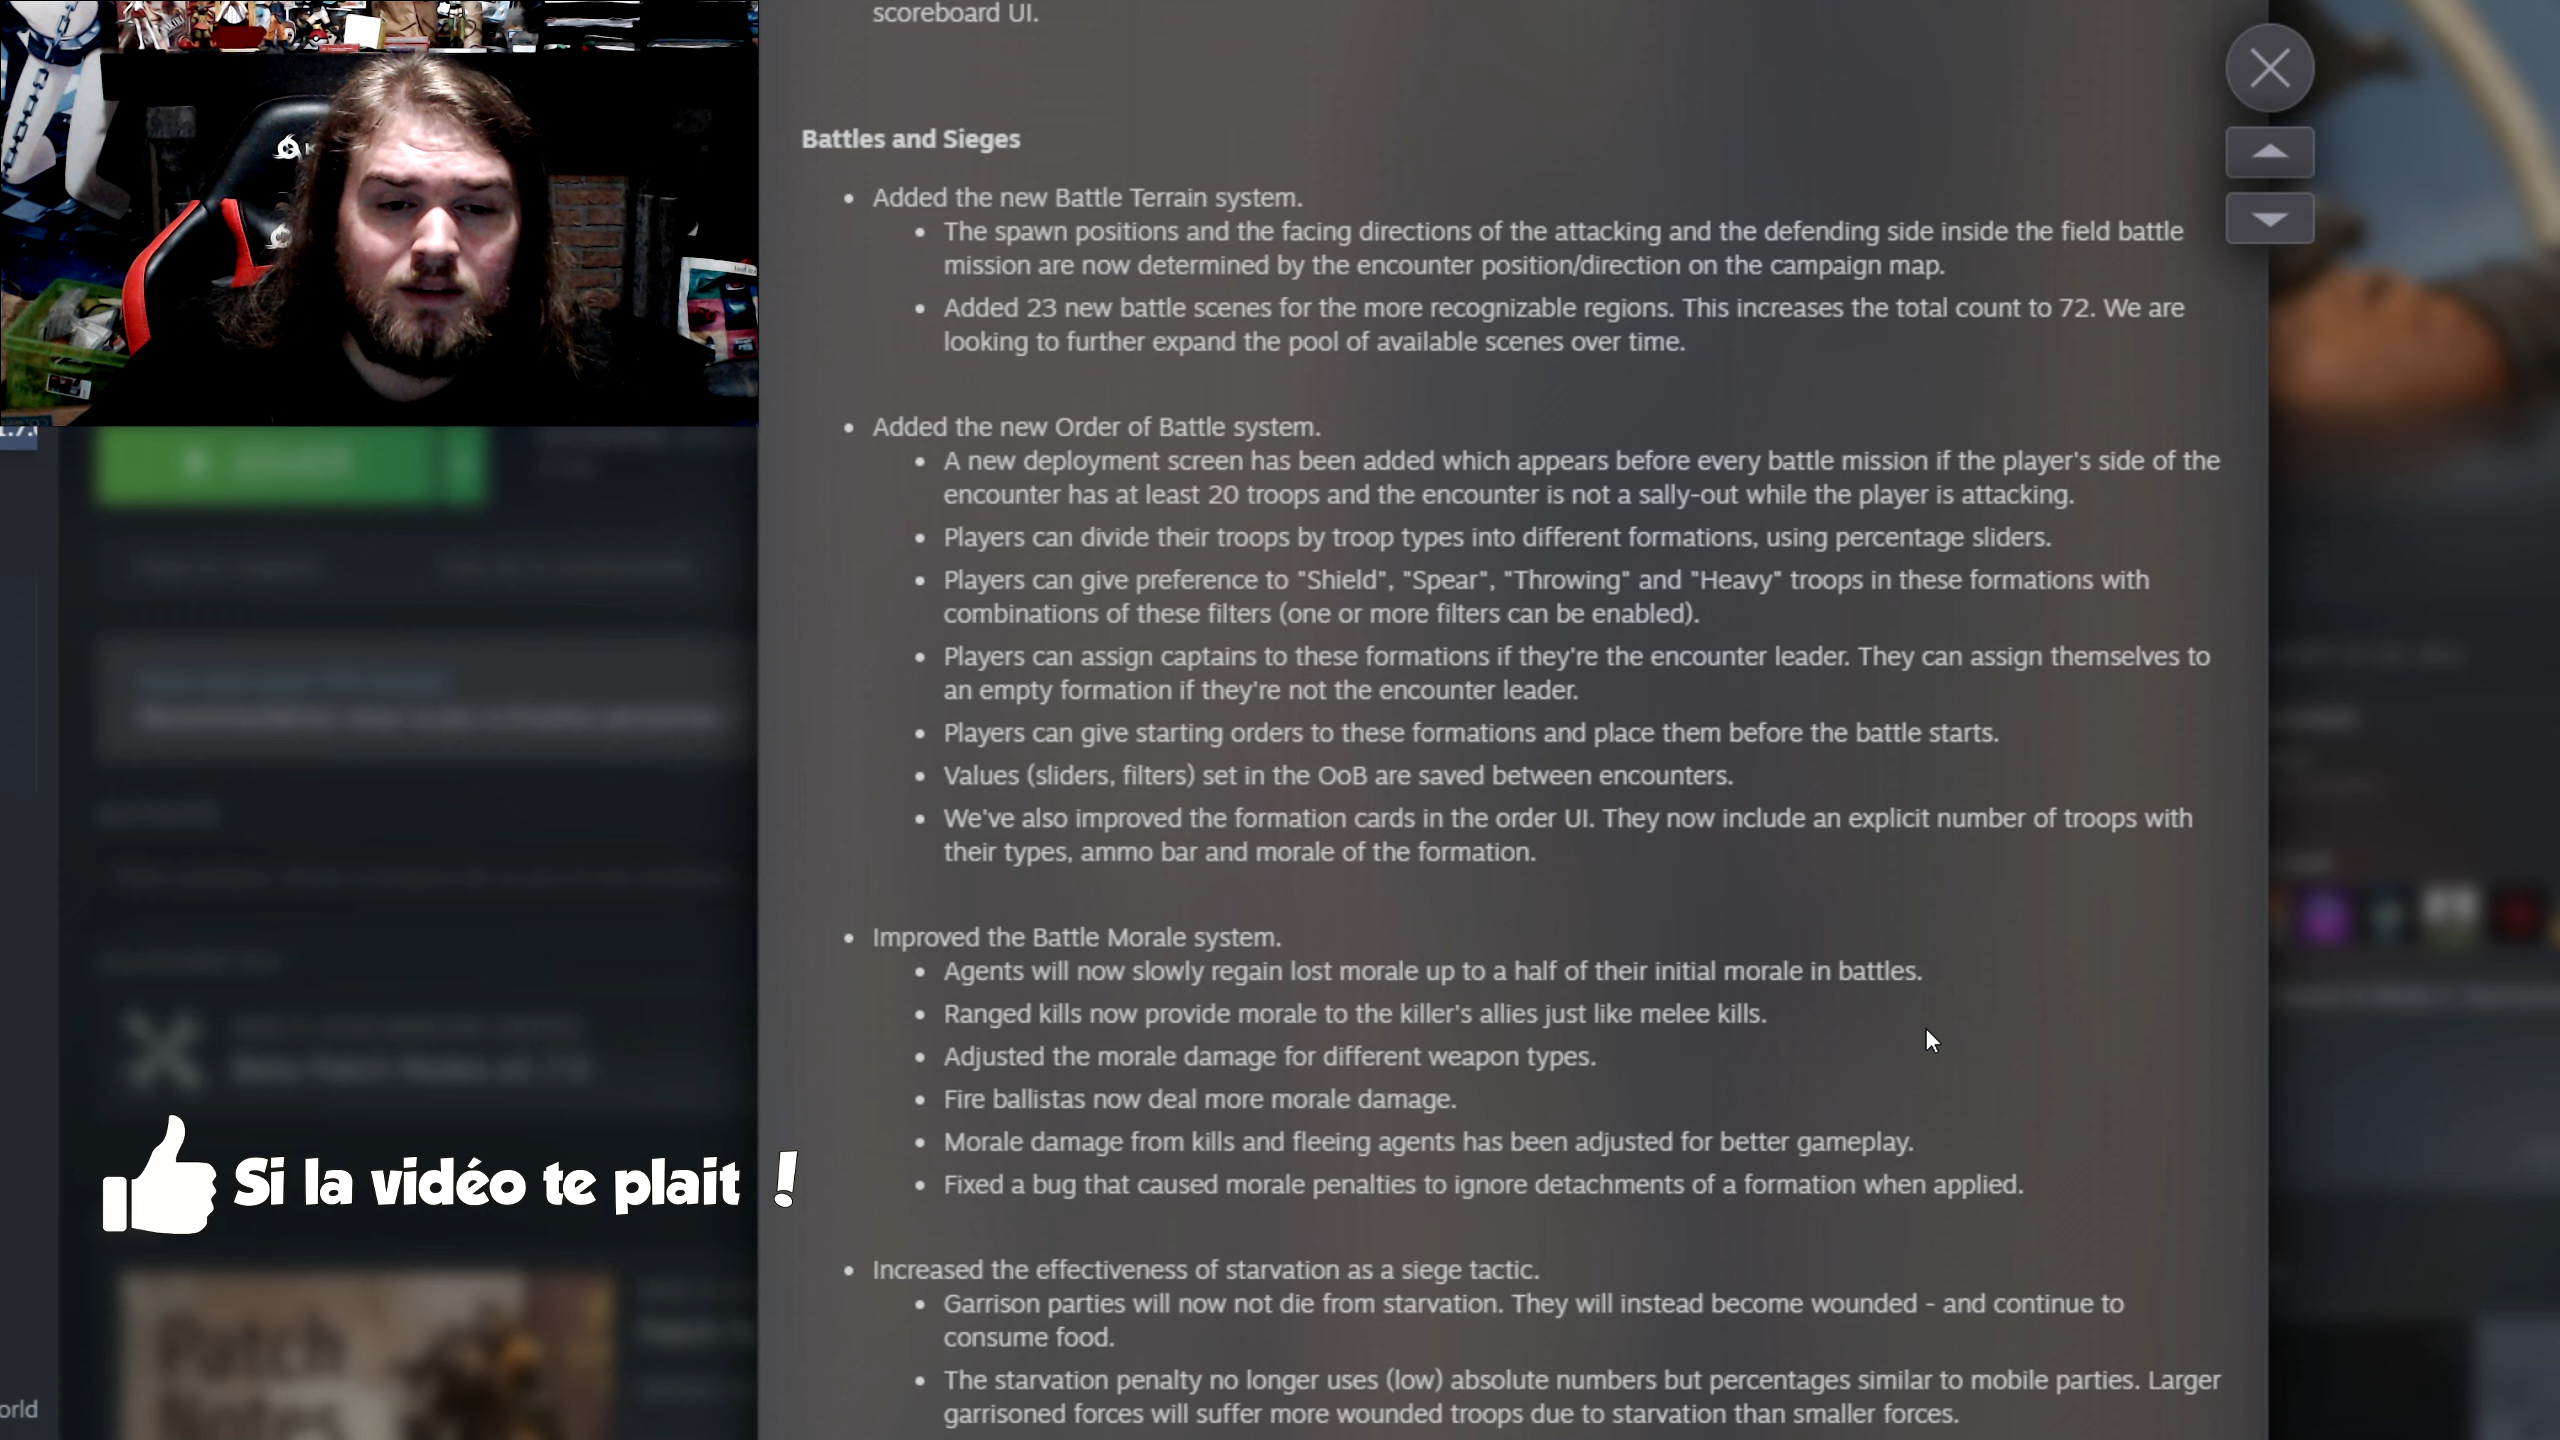 scoreboard UI.
Battles and Sieges
Added the new Battle Terrain system.
The spawn positions and the facing directions of the attacking and the defending side inside the field battle
mission are now determined by the encounter position/direction on the campaign map.
Added 23 new battle scenes for the more recognizable regions. This increases the total count to 72. We are
looking to further expand the pool of available scenes over time.
Added the new Order of Battle system.
A new deployment screen has been added which appears before every battle mission if the player's side of the
encounter has at least 20 troops and the encounter is not a sally-out while the player is attacking.
Players can divide their troops by troop types into different formations, using percentage sliders.
Players can give preference to "Shield", "Spear", "Throwing" and "Heavy" troops in these formations with
combinations of these filters (one or more filters can be enabled).
Players can assign captains to these formations if they're the encounter leader. They can assign themselves to
an empty formation if they're not the encounter leader.
Players can give starting orders to these formations and place them before the battle starts.
Values (sliders, filters) set in the OoB are saved between encounters.
We've also improved the formation cards in the order UI. They now include an explicit number of troops with
their types, ammo bar and morale of the formation.
Improved the Battle Morale system.
Agents will now slowly regain lost morale up to a half of their initial morale in battles.
Ranged kills now provide morale to the killer's allies just like melee kills.
Adjusted the morale damage for different weapon types.
Fire ballistas now deal more morale damage.
Morale damage from kills and fleeing agents has been adjusted for better gameplay.
Fixed a bug that caused morale penalties to ignore detachments of a formation when applied.
Increased the effectiveness of starvation as a siege tactic.
Garrison parties will now not die from starvation. They will instead become wounded - and continue to
consume food.
The starvation penalty no longer uses (low) absolute numbers but percentages similar to mobile parties. Larger
garrisoned forces will suffer more wounded troops due to starvation than smaller forces.
Si la vidéo te plait !
Patch
Notes
orld